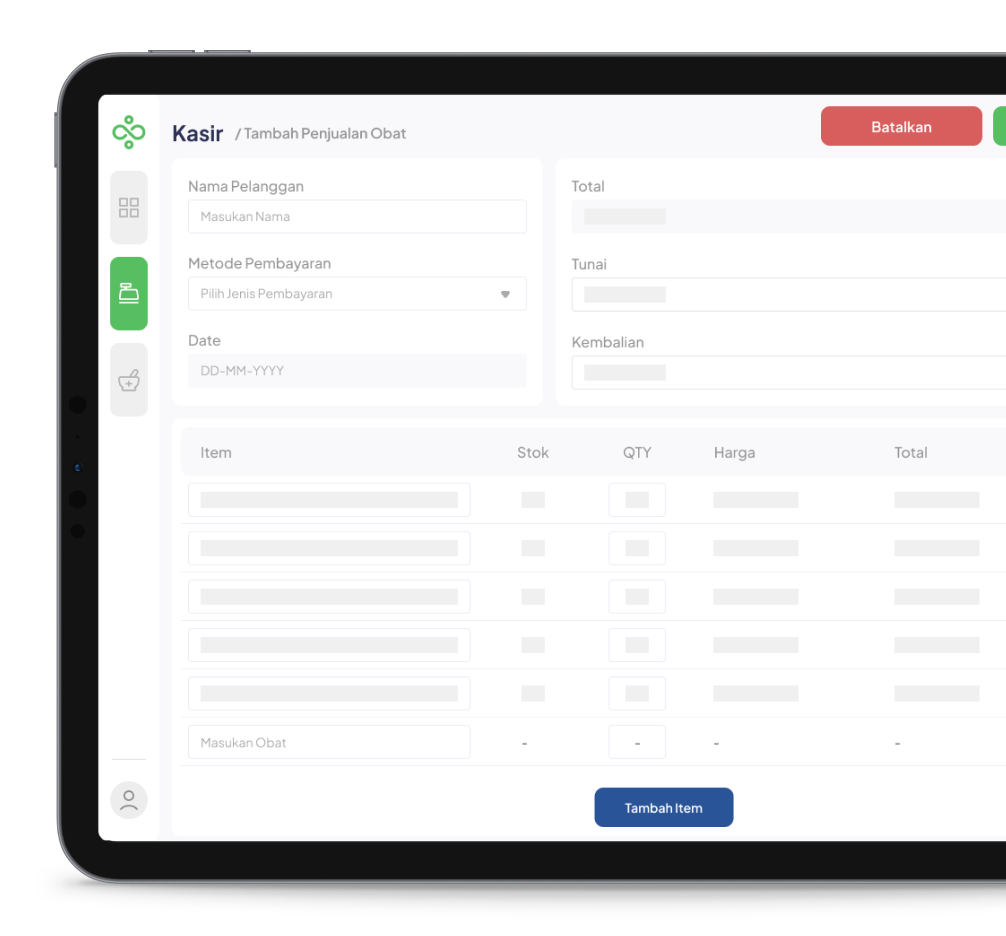 Kasir / Tambah Penjualan Obat
Batalkan
Nama Pelanggan
Masukan Nama
Metode Pembayaran
Pilih Jenis Pembayaran
Date
DD-MM-YYYY
Total
Tunai
Kembalian
Item Stok QTY Harga Total
Masukan Obat - - - -
Tambah Item